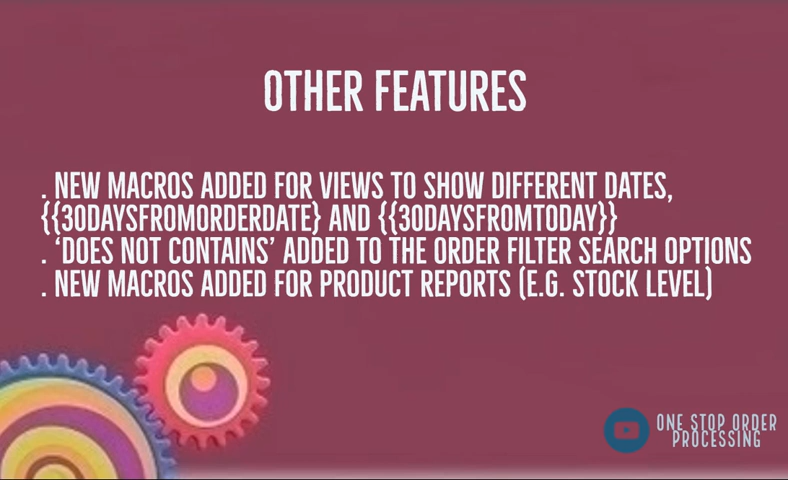 OTHER FEATURES
. NEW MACROS ADDED FOR VIEWS TO SHOW DIFFERENT DATES,
{{30DAYSFROMORDERDATE} AND {{30DAYSFROMTODAY}}
. ‘DOES NOT CONTAINS’ ADDED TO THE ORDER FILTER SEARCH OPTIONS
. NEW MACROS ADDED FOR PRODUCT REPORTS (E.G. STOCK LEVEL)
ONE STOP ORDER
PROCESSING